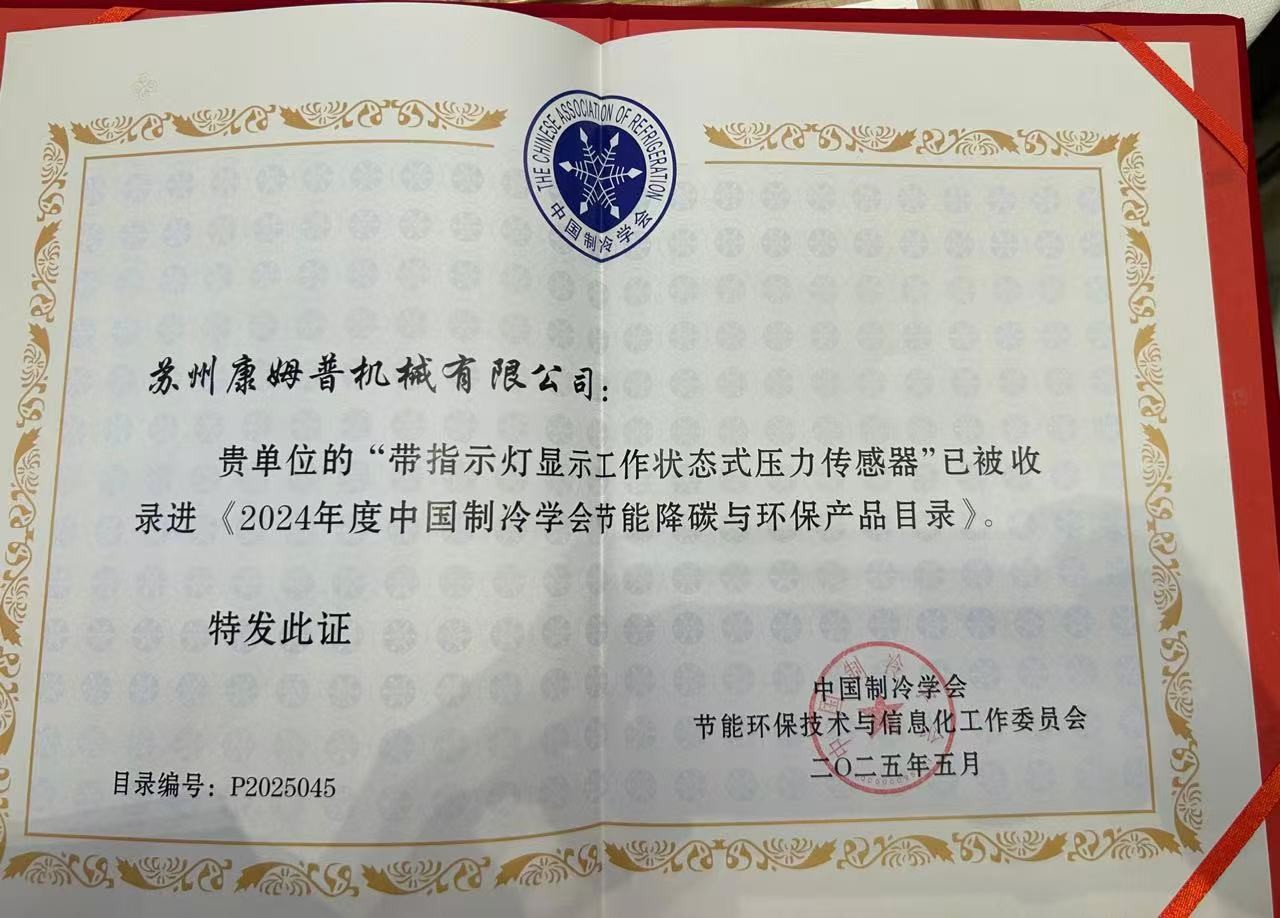 THE CHINESE ASSOCIATION OF REFRIGERATION
中国制冷学会
苏州康姆普机械有限公司：
贵单位的“带指示灯显示工作状态式压力传感器”已被收
录进《2024年度中国制冷学会节能降碳与环保产品目录》。
特发此证
中国制冷学会
节能环保技术与信息化工作委员会
二〇二五年五月
目录编号：P2025045